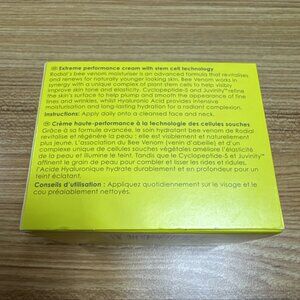 Extreme performance cream with stem cell technology
Rodial's bee venom moisturiser is an advanced formula that revitalises
and renews for naturally younger looking skin. Bee Venom works in
synergy with a unique complex of plant stem cells to help visibly
improve skin tone and elasticity. Cyclopeptide-5 and Juvinity™ refine
the skin's surface to help plump and smooth the appearance of fine
lines and wrinkles, whilst Hyaluronic Acid provides intensive
moisturisation and long-lasting hydration for a radiant complexion.
Instructions: Apply daily onto a cleansed face and neck.
Crème haute-performance à la technologie des cellules souches
Grâce à sa formule avancée, le soin hydratant au venin de abeille de Rodial
revitalise et régénère la peau : elle est visiblement et naturellement
plus jeune. L'association du Bee Venom (venin d'abeille) et d'un
complexe unique de cellules souches végétales améliore l'élasticité
de la peau et illumine le teint. Tandis que le Cyclopeptide-5 et Juvinity™
affinent le grain de peau pour combler et lisser les rides et ridules,
l'Acide Hyaluronique hydrate durablement et en profondeur pour un
teint éclatant.
Conseils d'utilisation : Appliquez quotidiennement sur le visage et le
cou préalablement nettoyés.